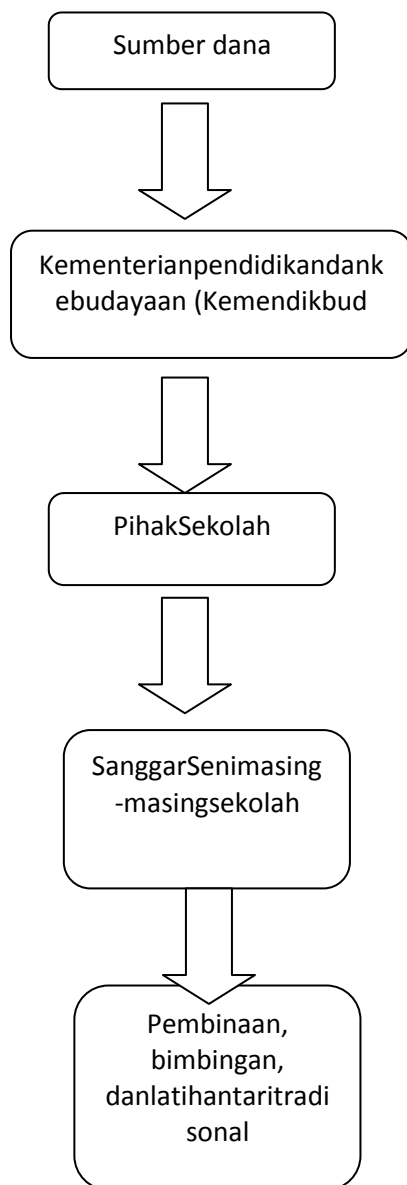 Sumber dana
Kementerianpendidikandank
ebudayaan (Kemendikbud
PihakSekolah
SanggarSenimasing
-masingsekolah
Pembinaan,
bimbingan,
danlatihantaritradi
sonal